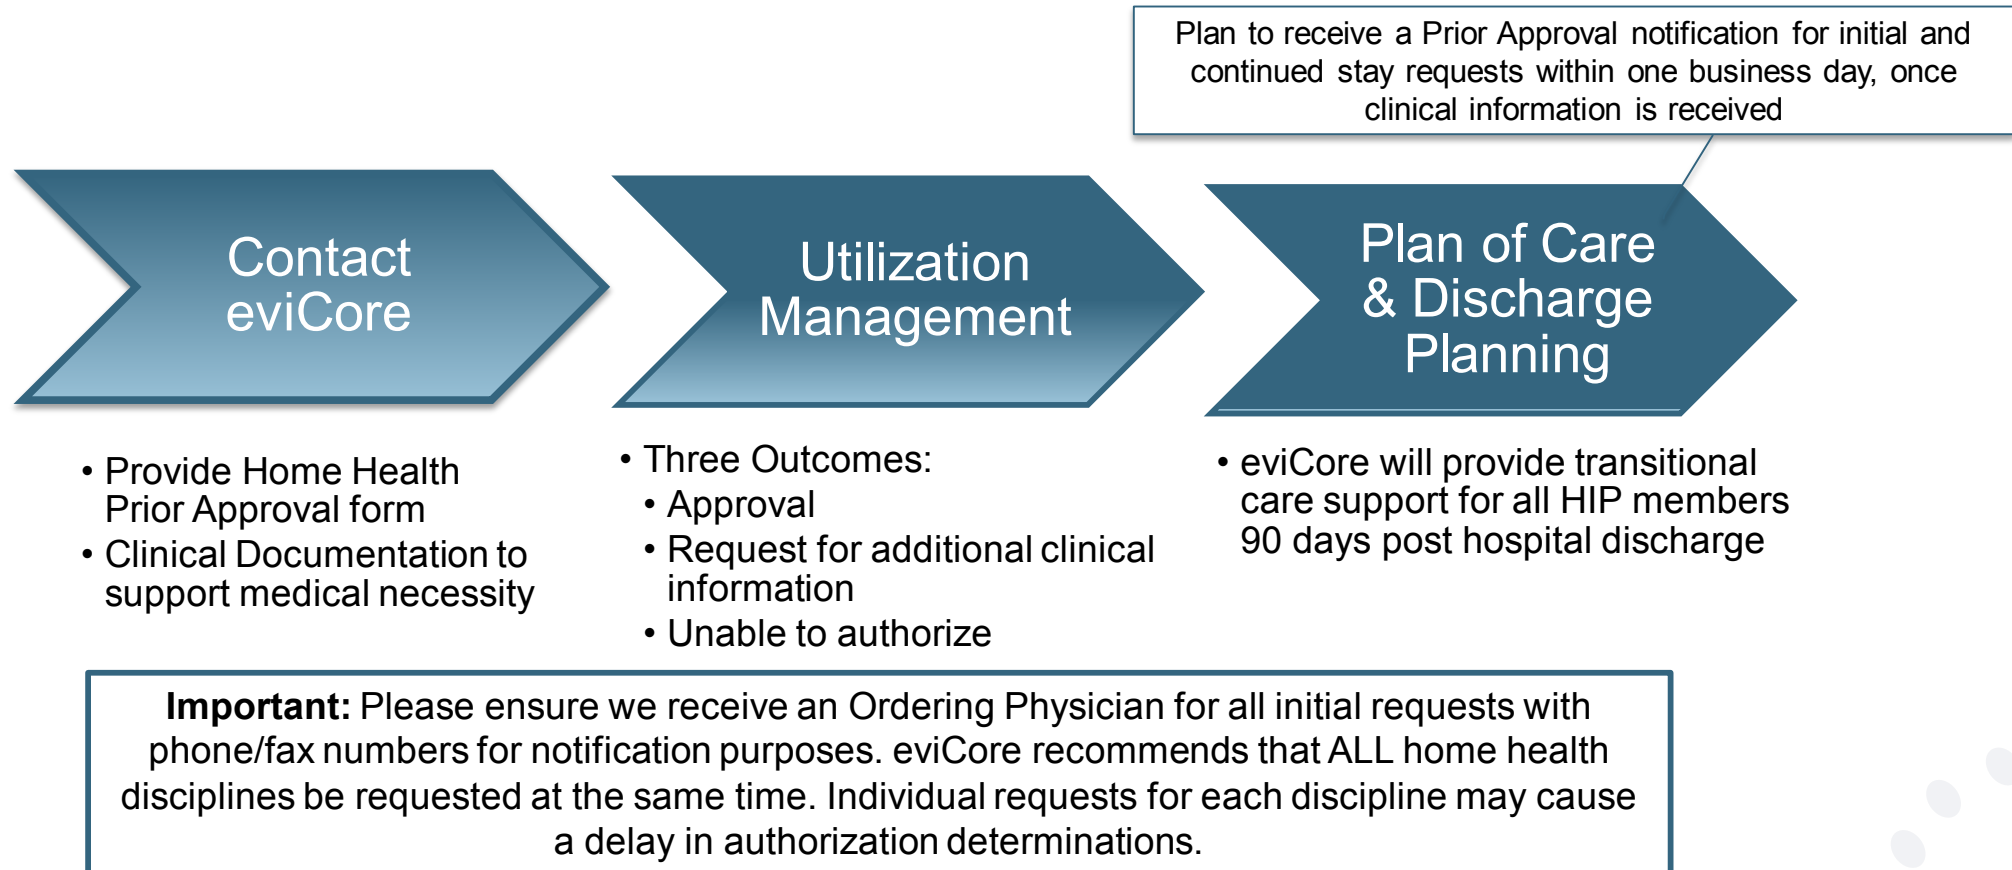 Plan to receive a Prior Approval notification for initial and
continued stay requests within one business day, once
clinical information is received
Contact
eviCore
Utilization
Management
Plan of Care
& Discharge
Planning
• Provide Home Health
Prior Approval form
• Clinical Documentation to
support medical necessity
• Three Outcomes:
• Approval
• Request for additional clinical
information
• Unable to authorize
• eviCore will provide transitional
care support for all HIP members
90 days post hospital discharge
Important: Please ensure we receive an Ordering Physician for all initial requests with
phone/fax numbers for notification purposes. eviCore recommends that ALL home health
disciplines be requested at the same time. Individual requests for each discipline may cause
a delay in authorization determinations.